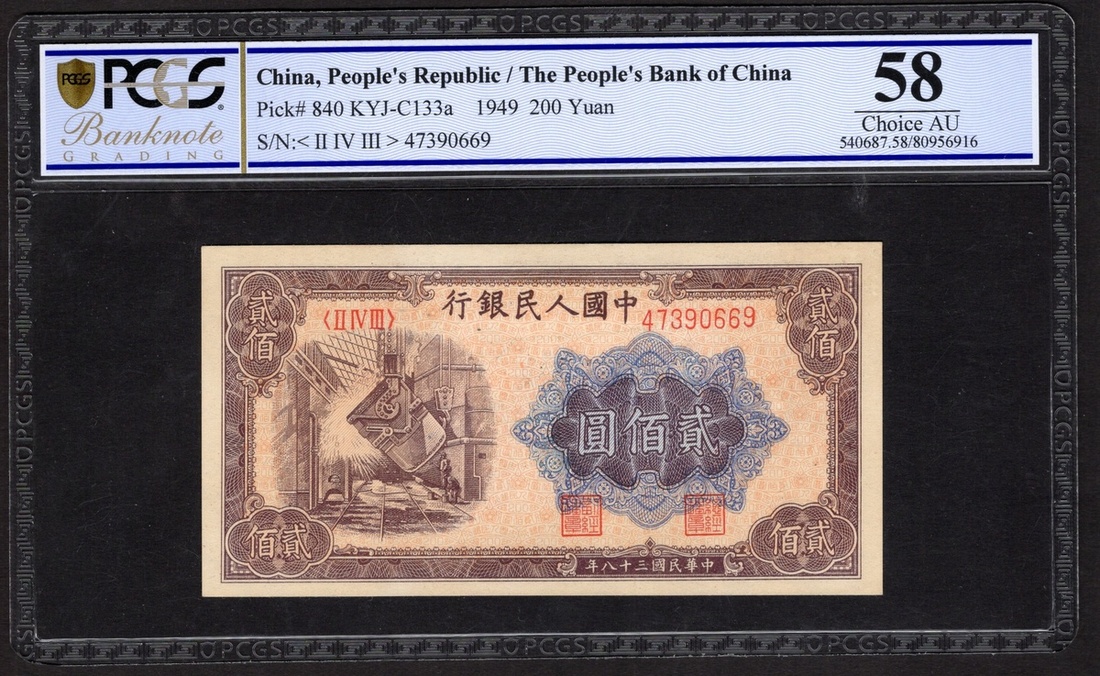 PCGS
Banknote
GRADING
China, People's Republic / The People's Bank of China
Pick# 840 KYJ-C133a 1949 200 Yuan
S/N:< II IV III > 47390669
58
Choice AU
540687.58/80956916
行銀民人國中
〈II IV III〉
47390669
貳佰
貳佰
圓佰貳
佰貳
佰貳
年八十三國民華中